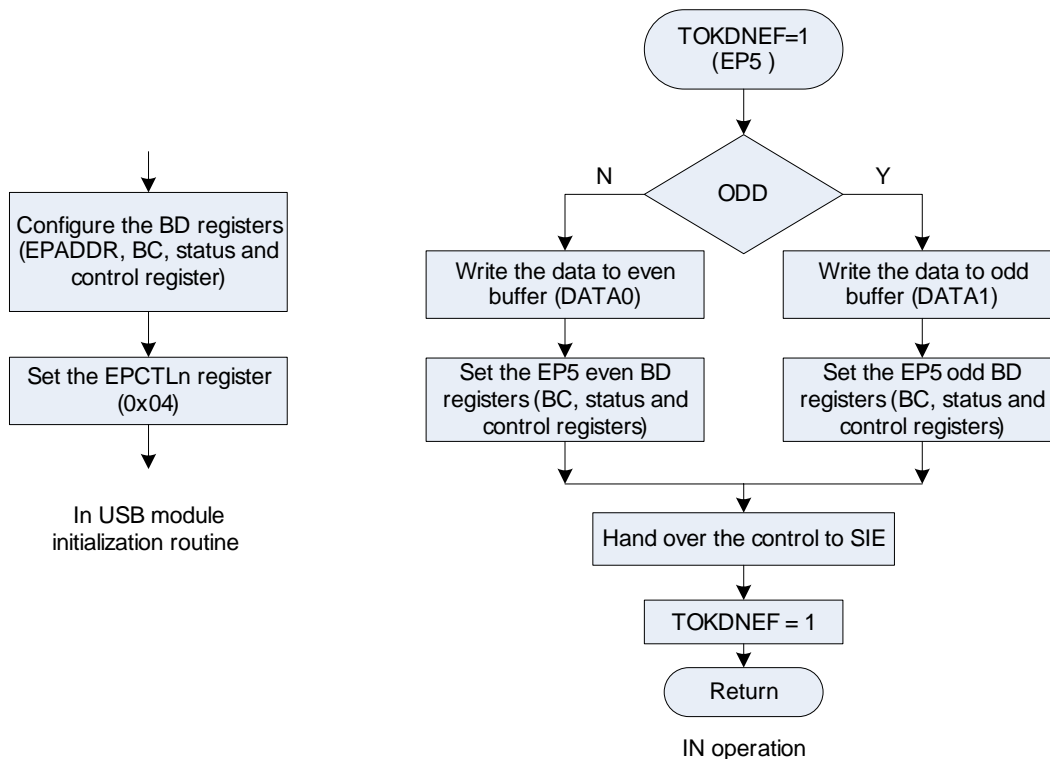 Configure the BD registers
(EPADDR, BC, status and
control register)
Set the EPCTLn register
(0x04)
In USB module
initialization routine
TOKDNEF=1
(EP5 )
ODD
N
Y
Write the data to even
buffer (DATA0)
Write the data to odd
buffer (DATA1)
Set the EP5 even BD
registers (BC, status and
control registers)
Set the EP5 odd BD
registers (BC, status and
control registers)
Hand over the control to SIE
TOKDNEF = 1
Return
IN operation